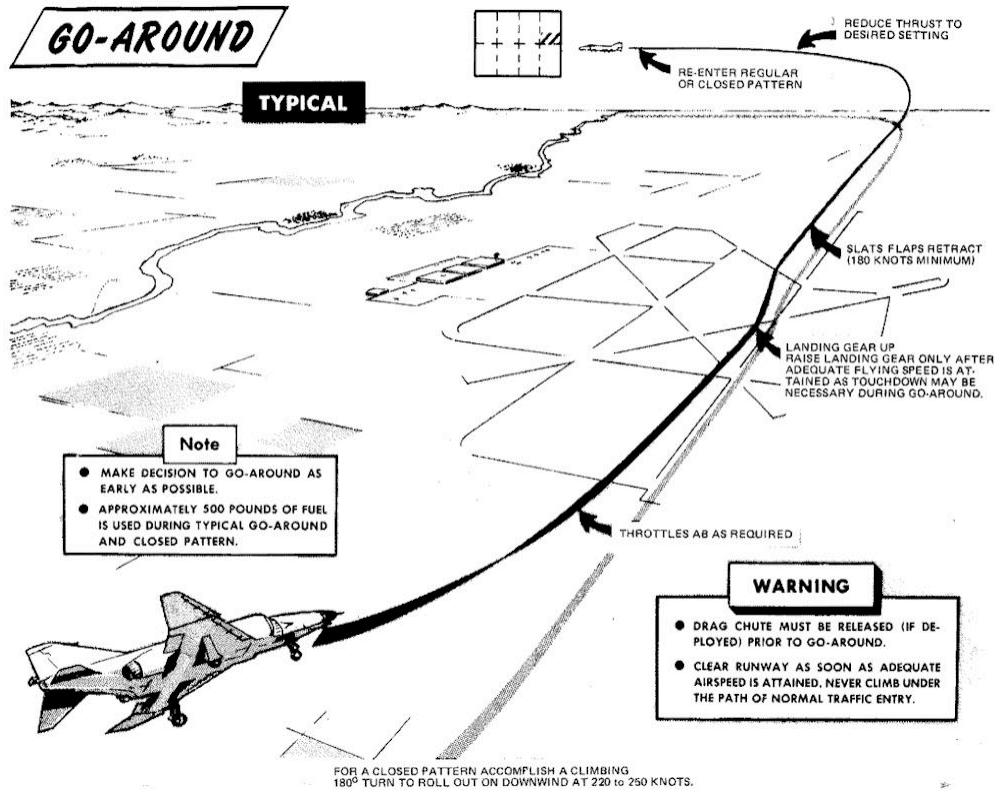 GO-AROUND
TYPICAL
REDUCE THRUST TO
DESIRED SETTING
RE-ENTER REGULAR
OR CLOSED PATTERN
SLATS FLAPS RETRACT
(180 KNOTS MINIMUM)
LANDING GEAR UP
RAISE LANDING GEAR ONLY AFTER
ADEQUATE FLYING SPEED IS AT-
TAINED AS TOUCHDOWN MAY BE
NECESSARY DURING GO-AROUND.
Note
● MAKE DECISION TO GO-AROUND AS
EARLY AS POSSIBLE.
● APPROXIMATELY 500 POUNDS OF FUEL
IS USED DURING TYPICAL GO-AROUND
AND CLOSED PATTERN.
THROTTLES AB AS REQUIRED
WARNING
● DRAG CHUTE MUST BE RELEASED (IF DE-
PLOYED) PRIOR TO GO-AROUND.
● CLEAR RUNWAY AS SOON AS ADEQUATE
AIRSPEED IS ATTAINED, NEVER CLIMB UNDER
THE PATH OF NORMAL TRAFFIC ENTRY.
FOR A CLOSED PATTERN ACCOMPLISH A CLIMBING
180° TURN TO ROLL OUT ON DOWNWIND AT 220 to 250 KNOTS.